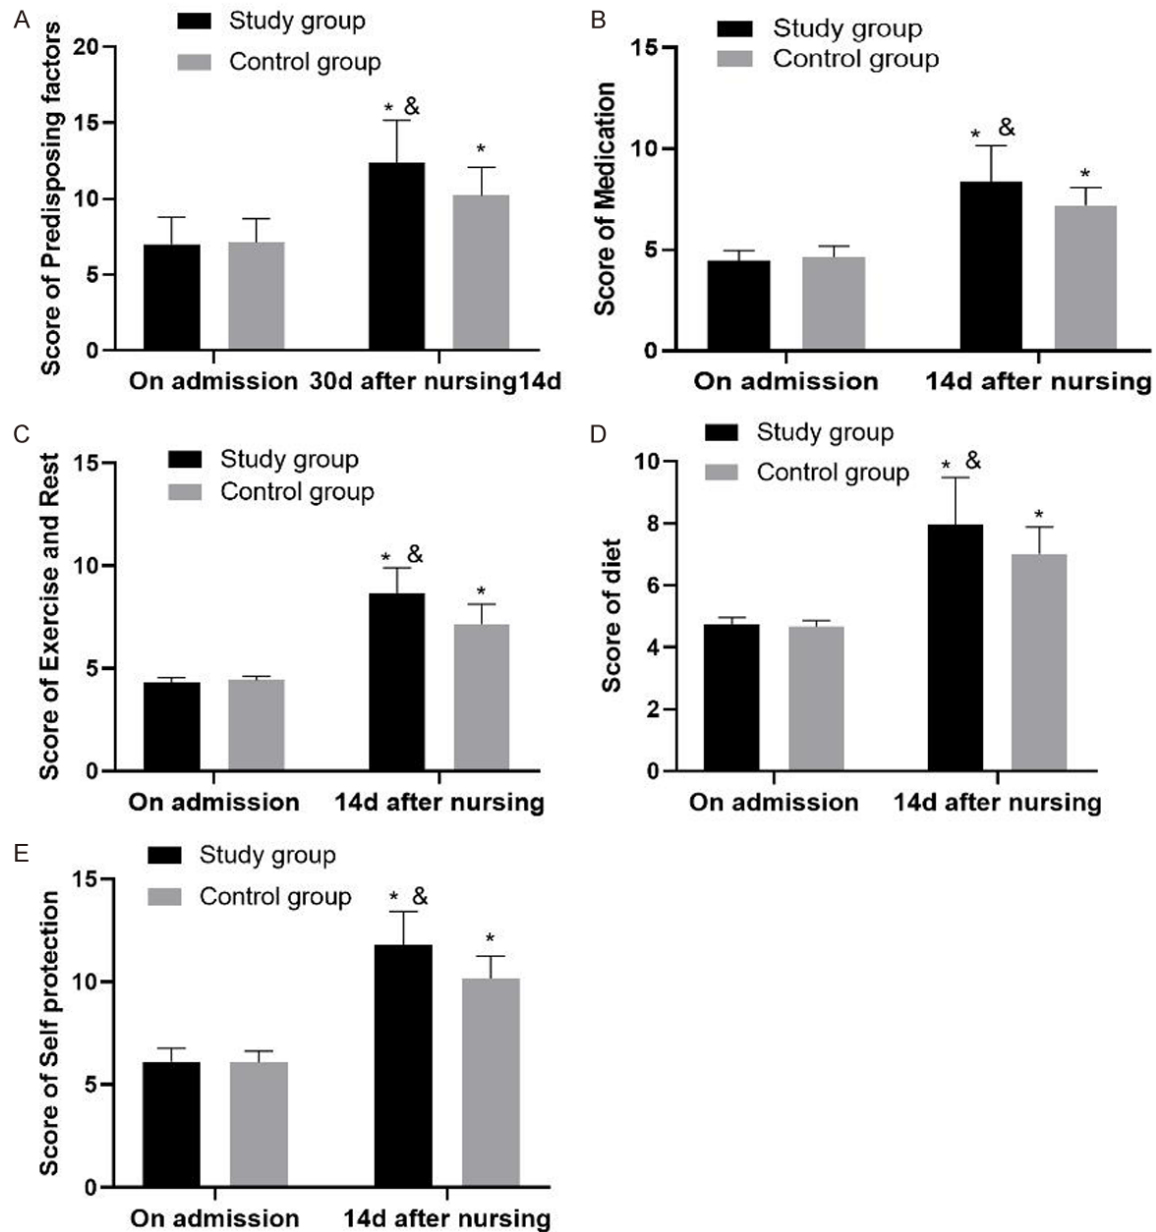 A
Study group
Control group
Score of Predisposing factors
20
15
10
5
0
* &
*
On admission 30d after nursing14d
B
Study group
Control group
Score of Medication
15
10
5
0
* &
*
On admission 14d after nursing
C
Study group
Control group
Score of Exercise and Rest
15
10
5
0
* &
*
On admission 14d after nursing
D
Study group
Control group
Score of diet
10
8
6
4
2
0
* &
*
On admission 14d after nursing
E
Study group
Control group
Score of Self protection
15
10
5
0
* &
*
On admission 14d after nursing